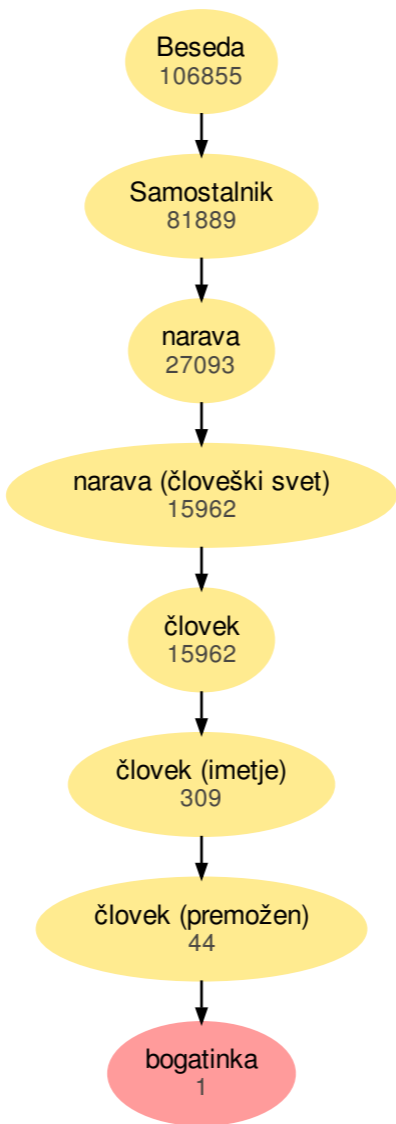 Beseda
106855
Samostalnik
81889
narava
27093
narava (človeški svet)
15962
človek
15962
človek (imetje)
309
človek (premožen)
44
bogatinka
1